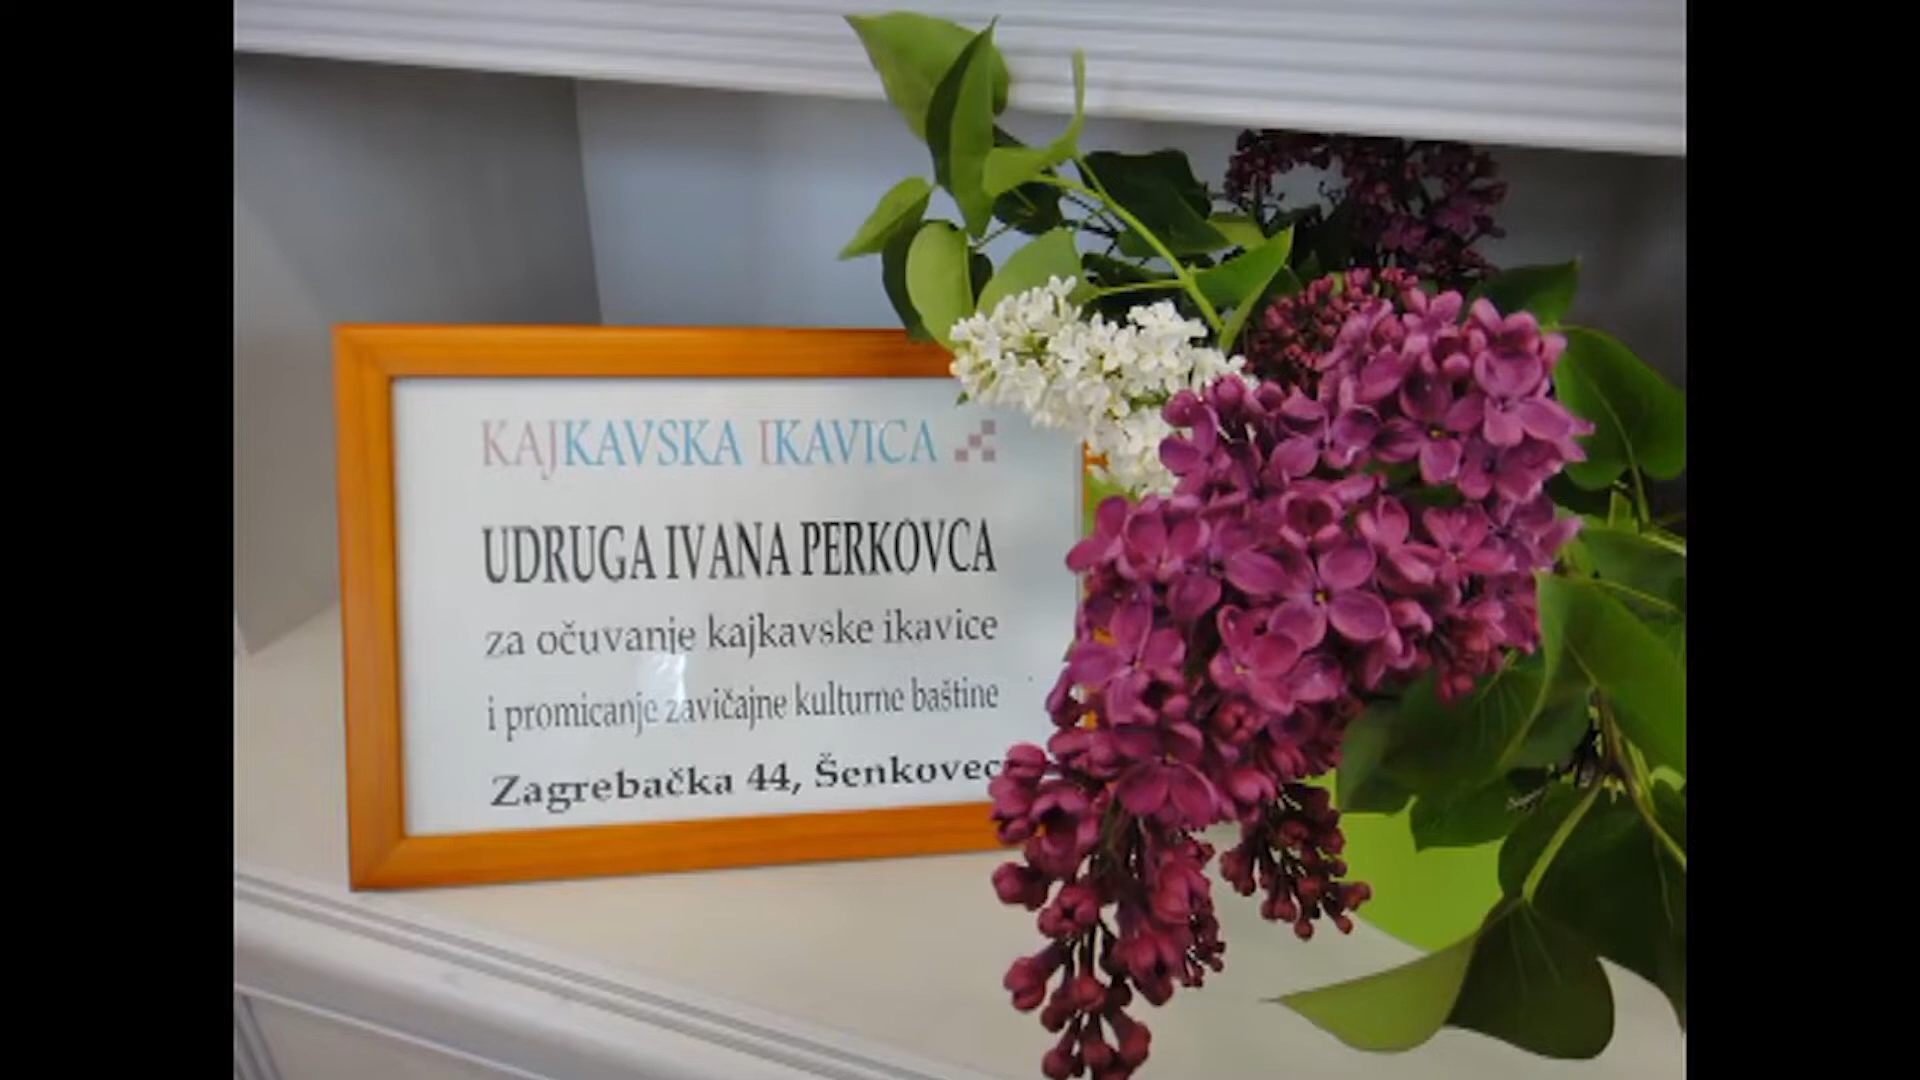 KAJKAVSKA IKAVICA
UDRUGA IVANA PERKOVCA
za očuvanje kajkavske ikavice
i promicanje zavičajne kulturne baštine
Zagrebačka 44, Šenkovec